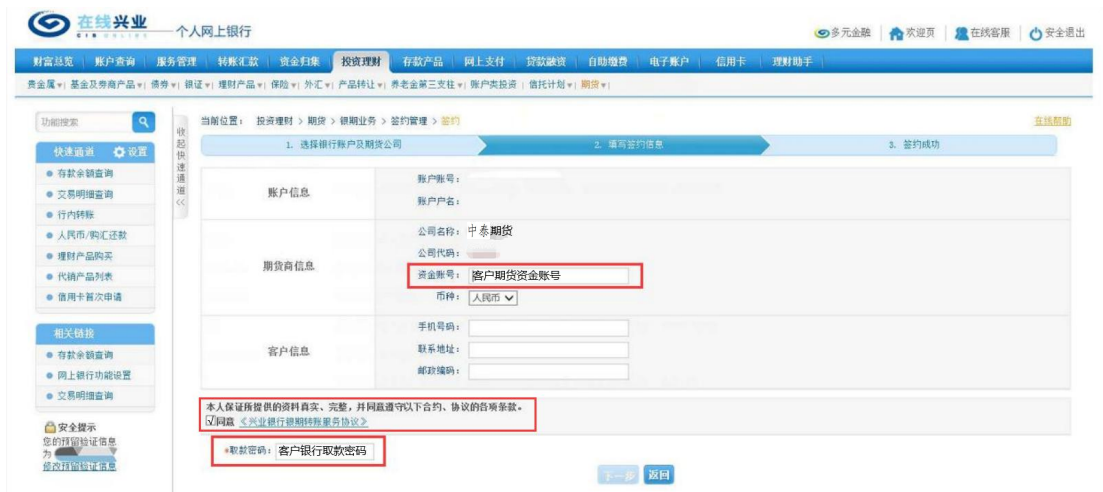 在线兴业 个人网上银行
CIB ONLINE
多元金融 欢迎页 在线客服 安全退出
财富总览 账户查询 服务管理 转账汇款 资金归集 投资理财 存款产品 网上支付 贷款融资 自助缴费 电子账户 信用卡 理财助手
贵金属 基金及券商产品 债券 银证 理财产品 保险 外汇 产品转让 养老金第三支柱 账户类投资 信托计划 期货
功能搜索
收起快速通道<<
当前位置： 投资理财 > 期货 > 银期业务 > 签约管理 > 签约
在线帮助
快速通道 设置
存款余额查询
交易明细查询
行内转账
人民币/购汇还款
理财产品购买
代销产品列表
信用卡首次申请
相关链接
存款余额查询
网上银行功能设置
交易明细查询
安全提示
您的预留验证信息
为
修改预留验证信息
1. 选择银行账户及期货公司 2. 填写签约信息 3. 签约成功
账户信息
账户账号：
账户户名：
期货商信息
公司名称：中泰期货
公司代码：
资金账号：客户期货资金账号
币种：人民币
客户信息
手机号码：
联系地址：
邮政编码：
本人保证所提供的资料真实、完整，并同意遵守以下合约、协议的各项条款。
同意 《兴业银行银期转账服务协议》
*取款密码：客户银行取款密码
下一步 返回